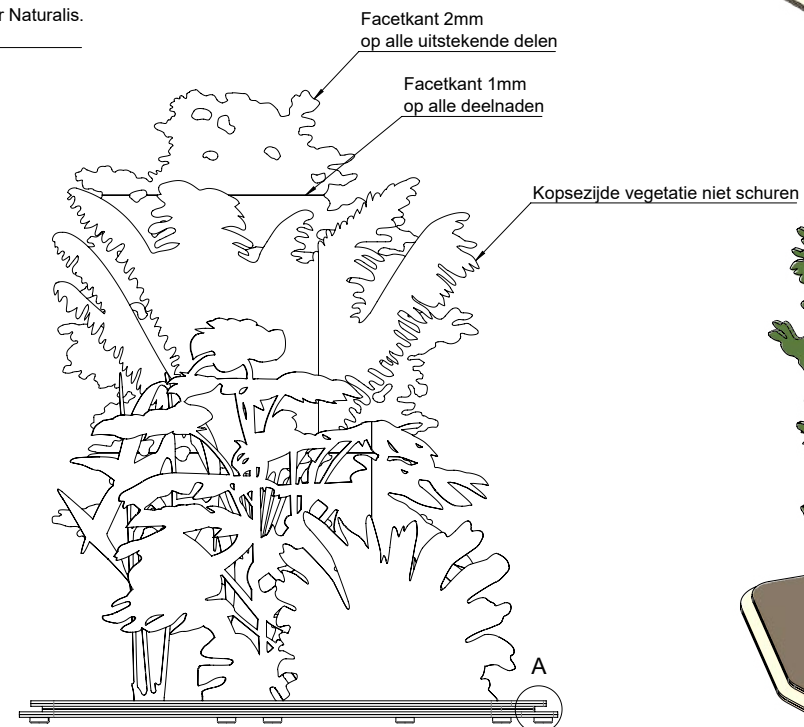 r Naturalis.
Facetkant 2mm
op alle uitstekende delen
Facetkant 1mm
op alle deelnaden
Kopsezijde vegetatie niet schuren
A